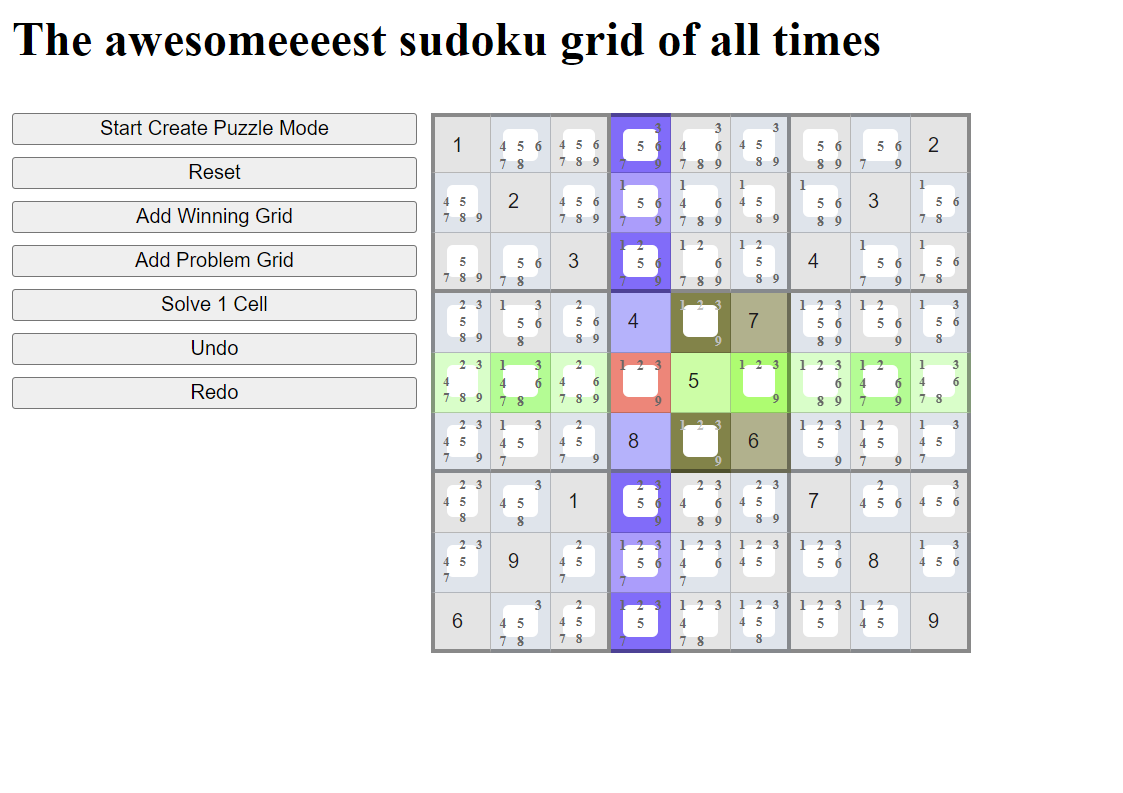 The awesomeeeest sudoku grid of all times
Start Create Puzzle Mode
Reset
Add Winning Grid
Add Problem Grid
Solve 1 Cell
Undo
Redo
3 3 3
1 4 5 6 4 5 6 5 6 4 6 4 5 5 6 5 6 2
7 8 7 8 9 7 9 7 8 9 8 9 8 9 7 9
1 1 1 1 1
4 5 2 4 5 6 5 6 4 6 4 5 5 6 3 5 6
7 8 9 7 8 9 7 9 7 8 9 8 9 8 9 7 8
1 2 1 2 1 2 1 1
5 5 6 3 5 6 6 5 4 5 6 5 6
7 8 9 7 8 7 9 7 8 9 8 9 7 9 7 8
2 3 1 3 2 1 2 3 1 2 3 1 2 1 3
5 5 6 5 6 4 7 5 6 5 6 5 6
8 9 8 8 9 9 8 9 9 8
2 3 1 3 2 1 2 3 1 2 3 1 2 3 1 2 1 3
4 4 6 4 6 5 6 4 6 4 6
7 8 9 7 8 7 8 9 9 9 8 9 7 9 7 8
2 3 1 3 2 1 2 3 1 2 3 1 2 1 3
4 5 4 5 4 5 8 6 5 4 5 4 5
7 9 7 7 9 9 9 7 9 7
2 3 3 2 3 2 3 2 3 2 3
4 5 4 5 1 5 6 4 6 4 5 7 4 5 6 4 5 6
8 8 9 8 9 8 9
2 3 2 1 2 3 1 2 3 1 2 3 1 2 3 1 3
4 5 9 4 5 5 6 4 6 4 5 5 6 8 4 5 6
7 7 7 7
3 2 1 2 3 1 2 3 1 2 3 1 2 3 1 2
6 4 5 4 5 5 4 4 5 5 4 5 9
7 8 7 8 7 7 8 8